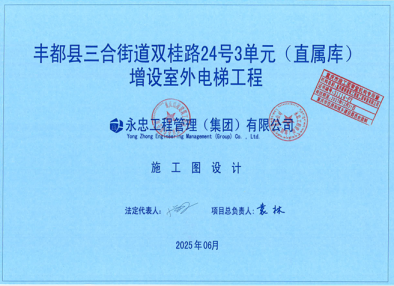 丰都县三合街道双桂路24号3单元（直属库）
增设室外电梯工程
永忠工程管理（集团）有限公司
Yong Zhong Engineering Management (Group) Co. , Ltd.
施工图设计
法定代表人：
项目总负责人：袁林
2025年06月